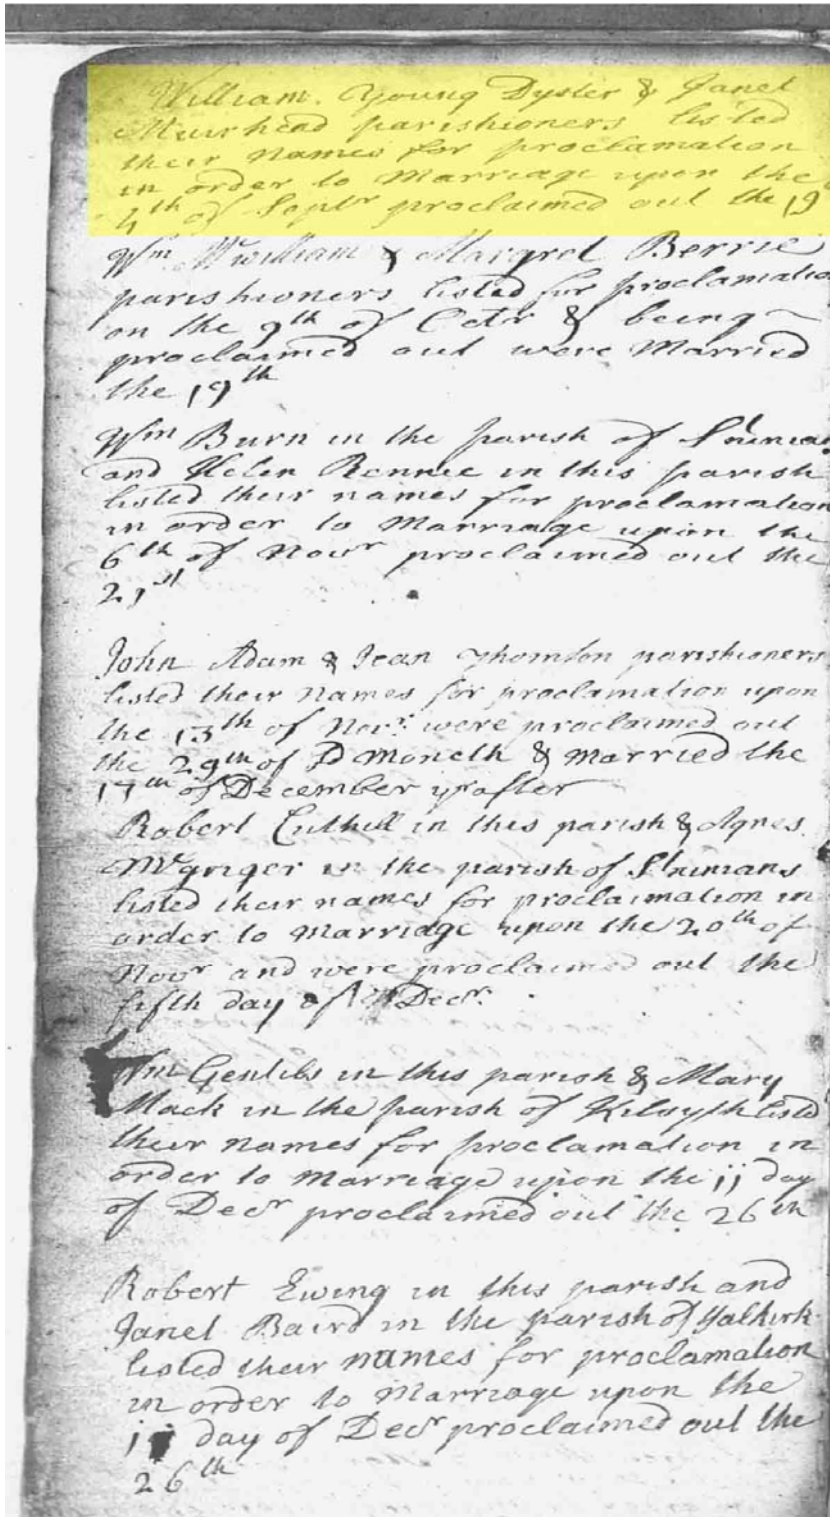 William. Young Dyster & Janet
Muirhead parishioners listed
their Names for proclamation
in order to Marriage upon the
4th of Septr proclaimed out the 19
Wm Mcwilliam & Margret Berrie
parishioners listed for proclamatio
on the 9th of Octr & being ~
proclaimed out were Married
the 19th
Wm Burn in the parish of
and Helen Rennie in this parish
listed their names for proclamation
in order to Marriage upon the
6th of Novr proclaimed out the
21st
John Adam & Jean Thomson parishioners
listed their Names for proclamation upon
the 13th of Novr: were proclaimed out
the 29th of Moneth & Married the
17th of December yrafter
Robert Cuthill in this parish & Agnes
Mcgriger in the parish of St ninians
listed their names for proclaimation in
order to Marriage upon the 20th of
Novr and were proclaimed out the
fifth day of Decr.
Wm Gentles in this parish & Mary
Mack in the parish of Kilsyth listed
their Names for proclamation in
order to Marriage upon the 11 day
of Decr proclaimed out the 26th
Robert Ewing in this parish and
Janet Baird in the parish of Falkirk
listed their names for proclamation
in order to Marriage upon the
day of Decr proclaimed out the
26th